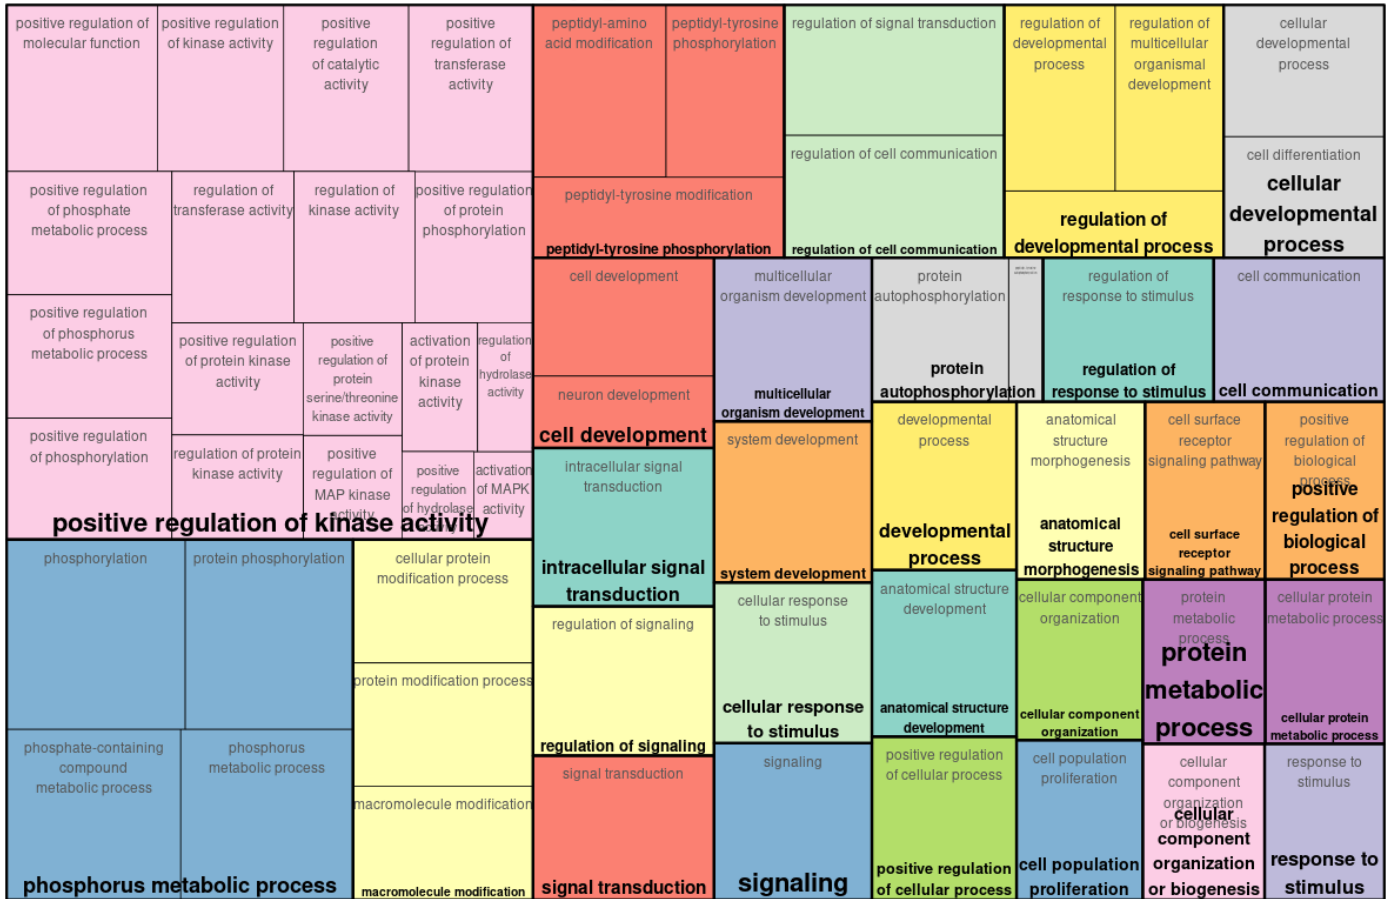 positive regulation of
molecular function
positive regulation
of kinase activity
positive
regulation
of catalytic
activity
positive
regulation of
transferase
activity
positive regulation
of phosphate
metabolic process
regulation of
transferase activity
regulation of
kinase activity
positive regulation
of protein
phosphorylation
positive regulation
of phosphorus
metabolic process
positive regulation
of protein kinase
activity
positive
regulation of
protein
serine/threonine
kinase activity
activation
of protein
kinase
activity
regulation
of
hydrolase
activity
positive regulation
of phosphorylation
regulation of protein
kinase activity
positive
regulation of
MAP kinase
activity
positive
regulation
of hydrolase
activity
activation
of MAPK
activity
positive regulation of kinase activity
phosphorylation
protein phosphorylation
phosphate-containing
compound
metabolic process
phosphorus
metabolic process
phosphorus metabolic process
cellular protein
modification process
protein modification process
macromolecule modification
macromolecule modification
peptidyl-amino
acid modification
peptidyl-tyrosine
phosphorylation
peptidyl-tyrosine modification
peptidyl-tyrosine phosphorylation
regulation of signal transduction
regulation of cell communication
regulation of cell communication
regulation of
developmental
process
regulation of
multicellular
organismal
development
regulation of
developmental process
cellular
developmental
process
cell differentiation
cellular
developmental
process
cell development
neuron development
cell development
intracellular signal
transduction
intracellular signal
transduction
regulation of signaling
regulation of signaling
signal transduction
signal transduction
multicellular
organism development
multicellular
organism development
system development
system development
cellular response
to stimulus
cellular response
to stimulus
signaling
signaling
protein
autophosphorylation
protein
autophosphorylation
regulation of
response to stimulus
regulation of
response to stimulus
cell communication
cell communication
developmental
process
developmental
process
anatomical
structure
morphogenesis
anatomical
structure
morphogenesis
cell surface
receptor
signaling pathway
cell surface
receptor
signaling pathway
positive
regulation of
biological
process
positive
regulation of
biological
process
anatomical structure
development
anatomical structure
development
cellular component
organization
cellular component
organization
protein
metabolic
process
protein
metabolic
process
cellular protein
metabolic process
cellular protein
metabolic process
positive regulation
of cellular process
positive regulation
of cellular process
cell population
proliferation
cell population
proliferation
cellular
component
organization
or biogenesis
cellular
component
organization
or biogenesis
response to
stimulus
response to
stimulus